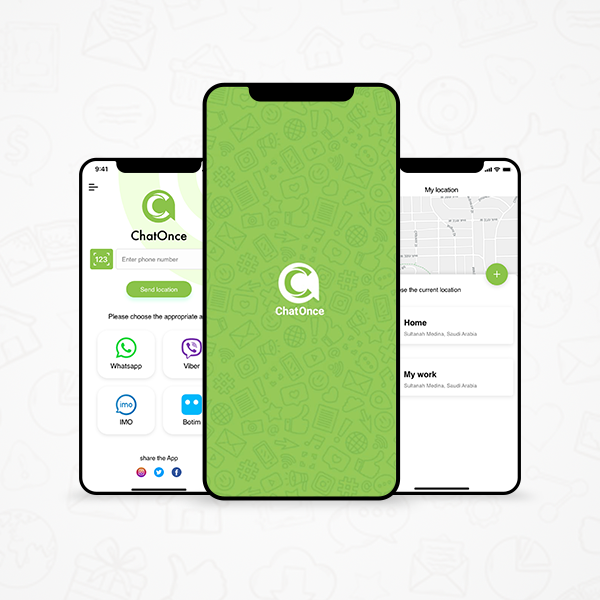 9:41
ChatOnce
123
Enter phone number
Send location
Please choose the appropriate a
Whatsapp
Viber
imo
IMO
Botim
share the App
ChatOnce
My location
+
se the current location
Home
Sultanah Medina, Saudi Arabia
My work
Sultanah Medina, Saudi Arabia